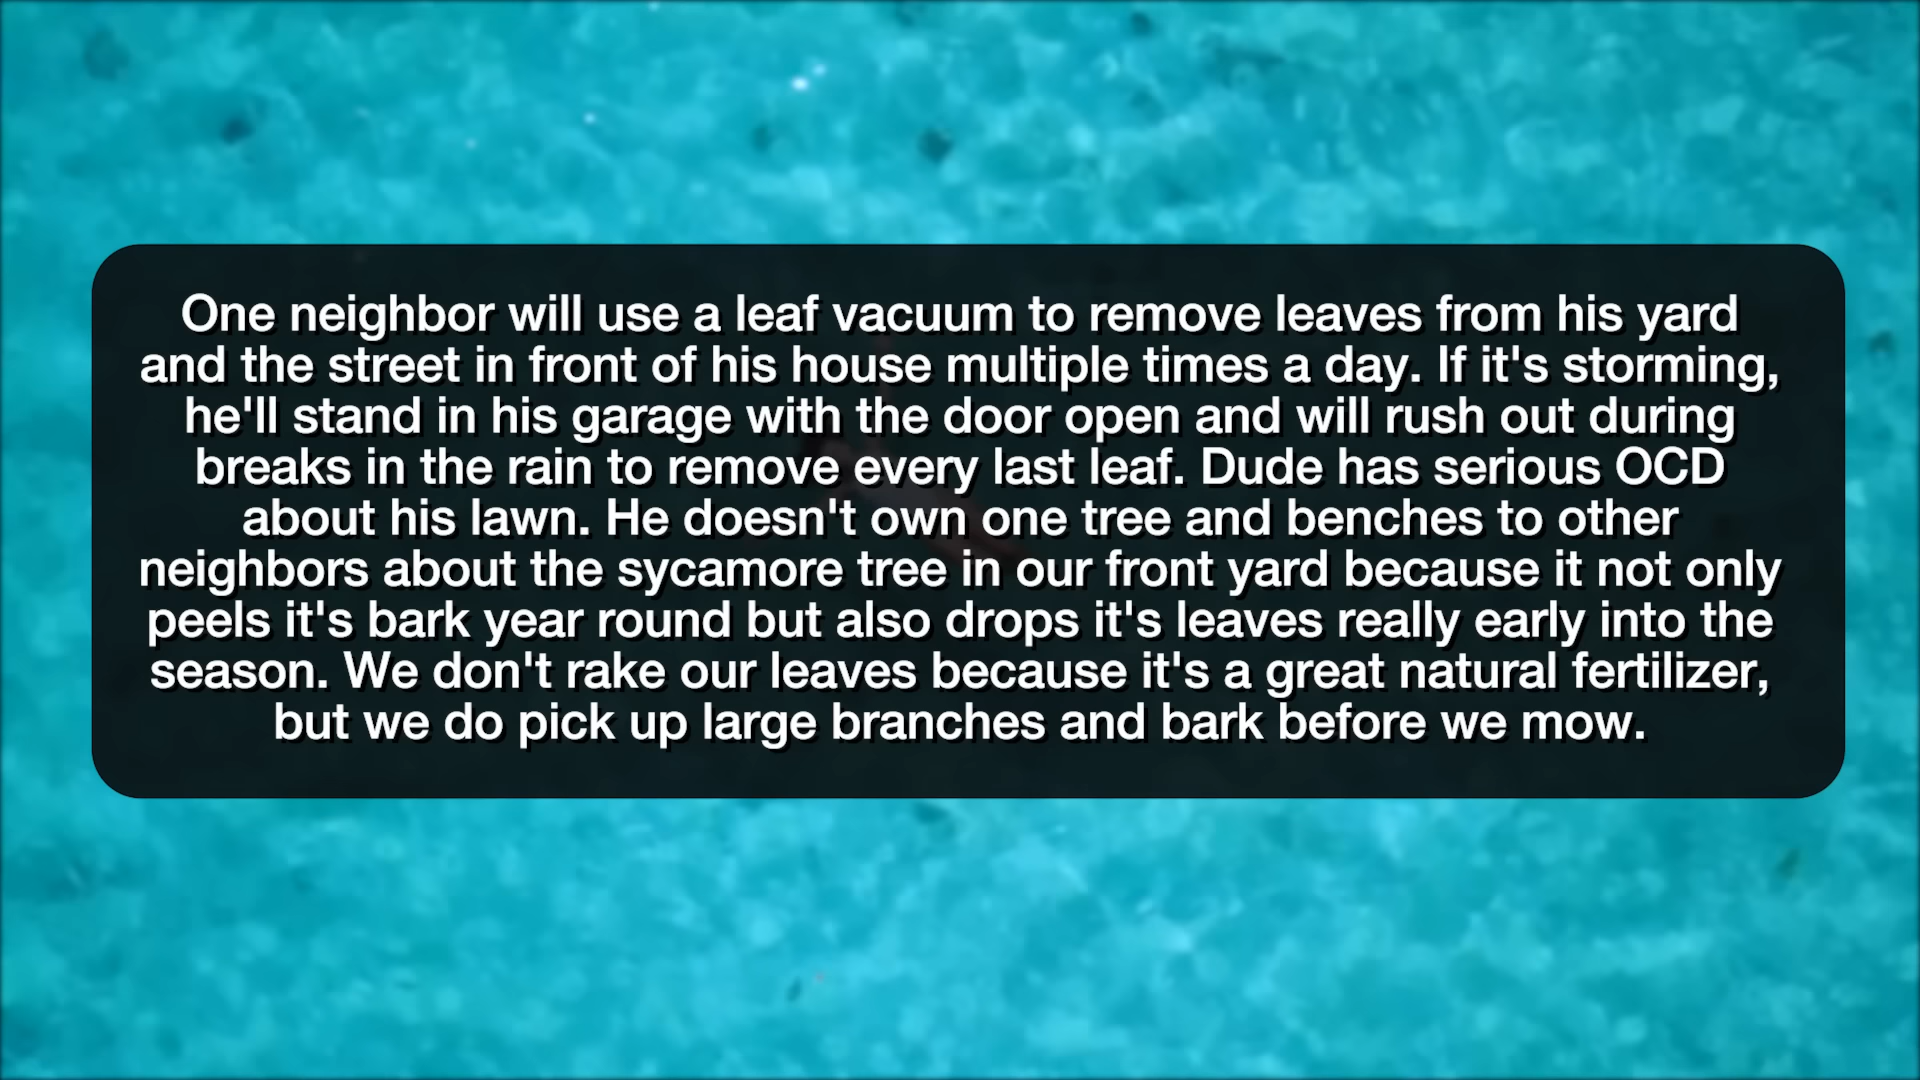 One neighbor will use a leaf vacuum to remove leaves from his yard
and the street in front of his house multiple times a day. If it's storming,
he'll stand in his garage with the door open and will rush out during
breaks in the rain to remove every last leaf. Dude has serious OCD
about his lawn. He doesn't own one tree and benches to other
neighbors about the sycamore tree in our front yard because it not only
peels it's bark year round but also drops it's leaves really early into the
season. We don't rake our leaves because it's a great natural fertilizer,
but we do pick up large branches and bark before we mow.